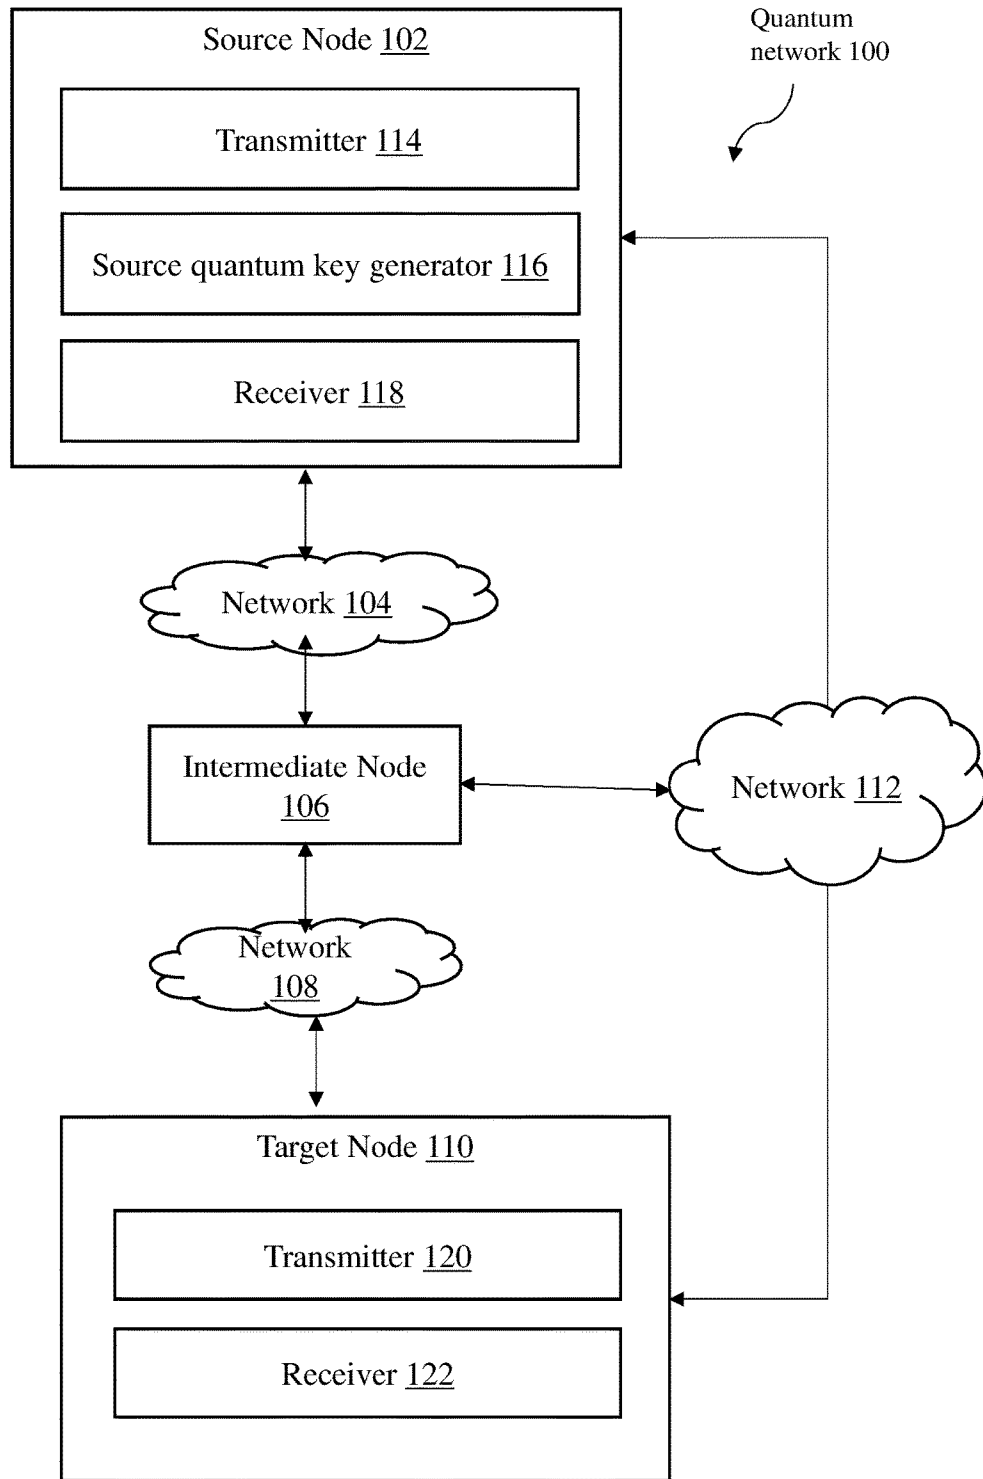 Quantum
network 100
Source Node 102
Transmitter 114
Source quantum key generator 116
Receiver 118
Network 104
Intermediate Node
106
Network 112
Network
108
Target Node 110
Transmitter 120
Receiver 122